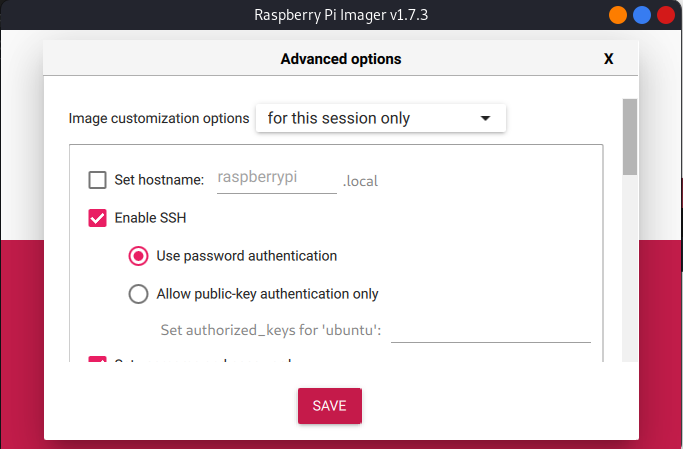 Raspberry Pi Imager v1.7.3
Advanced options X
Image customization options for this session only
Set hostname: raspberrypi .local
Enable SSH
Use password authentication
Allow public-key authentication only
Set authorized_keys for 'ubuntu':
SAVE